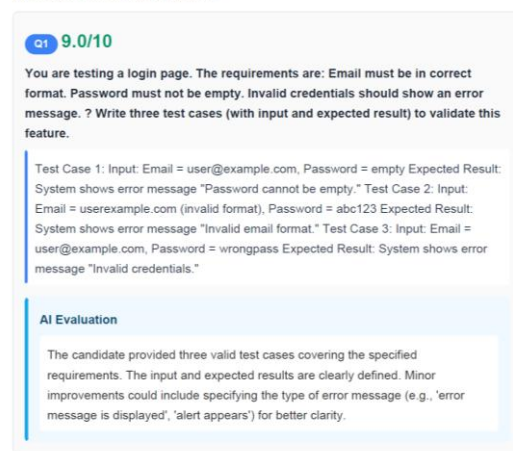 Q1 9.0/10
You are testing a login page. The requirements are: Email must be in correct
format. Password must not be empty. Invalid credentials should show an error
message. ? Write three test cases (with input and expected result) to validate this
feature.
Test Case 1: Input: Email = user@example.com, Password = empty Expected Result:
System shows error message "Password cannot be empty." Test Case 2: Input:
Email = userexample.com (invalid format), Password = abc123 Expected Result:
System shows error message "Invalid email format." Test Case 3: Input: Email =
user@example.com, Password = wrongpass Expected Result: System shows error
message "Invalid credentials."
AI Evaluation
The candidate provided three valid test cases covering the specified
requirements. The input and expected results are clearly defined. Minor
improvements could include specifying the type of error message (e.g., 'error
message is displayed', 'alert appears') for better clarity.